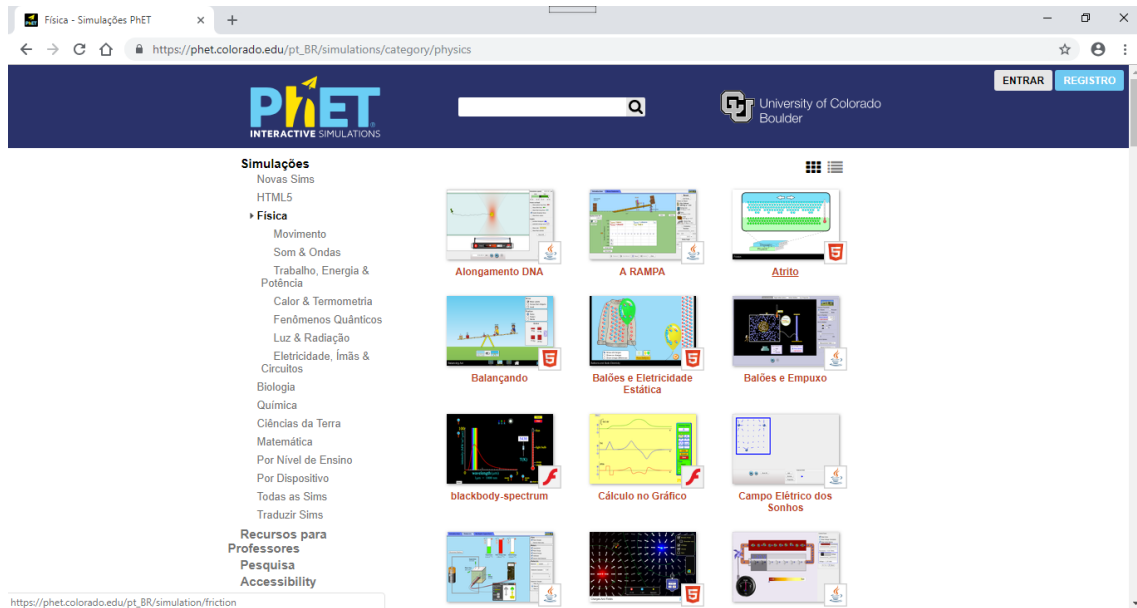 Física - Simulações PhET
https://phet.colorado.edu/pt_BR/simulations/category/physics
ENTRAR
REGISTRO
PhET
INTERACTIVE SIMULATIONS
University of Colorado
Boulder
Simulações
Novas Sims
HTML5
Física
Movimento
Som & Ondas
Trabalho, Energia &
Potência
Calor & Termometria
Fenômenos Quânticos
Luz & Radiação
Eletricidade, Ímãs &
Circuitos
Biologia
Química
Ciências da Terra
Matemática
Por Nível de Ensino
Por Dispositivo
Todas as Sims
Traduzir Sims
Recursos para
Professores
Pesquisa
Accessibility
Alongamento DNA
A RAMPA
Atrito
Balançando
Balões e Eletricidade
Estática
Balões e Empuxo
blackbody-spectrum
Cálculo no Gráfico
Campo Elétrico dos
Sonhos
https://phet.colorado.edu/pt_BR/simulation/friction